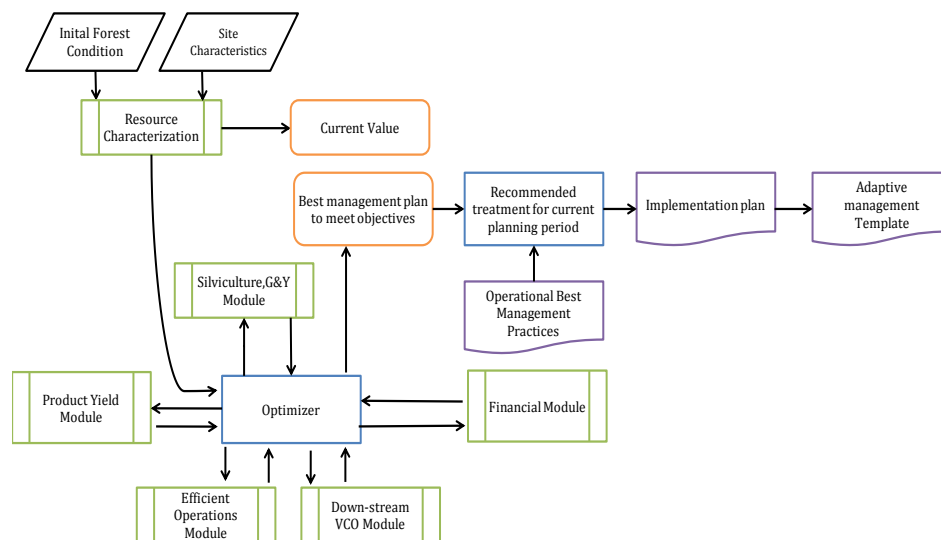 Inital Forest
Condition
Site
Characteristics
Resource
Characterization
Current Value
Best management plan
to meet objectives
Recommended
treatment for current
planning period
Implementation plan
Adaptive
management
Template
Silviculture,G&Y
Module
Operational Best
Management
Practices
Product Yield
Module
Optimizer
Financial Module
Efficient
Operations
Module
Down-stream
VCO Module